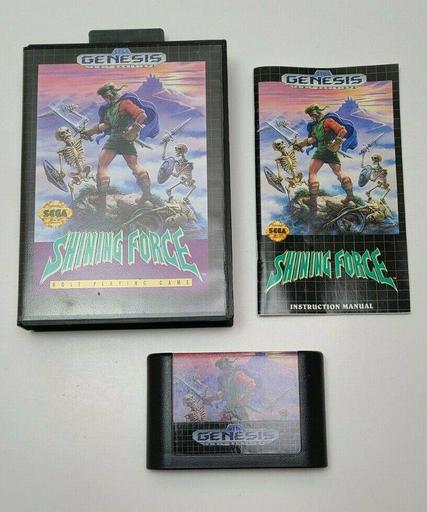 SEGA
GENESIS
SEGA
SHINING FORCE
ROLE PLAYING GAME
SEGA
GENESIS
SEGA
SHINING FORCE
INSTRUCTION MANUAL
SEGA
GENESIS